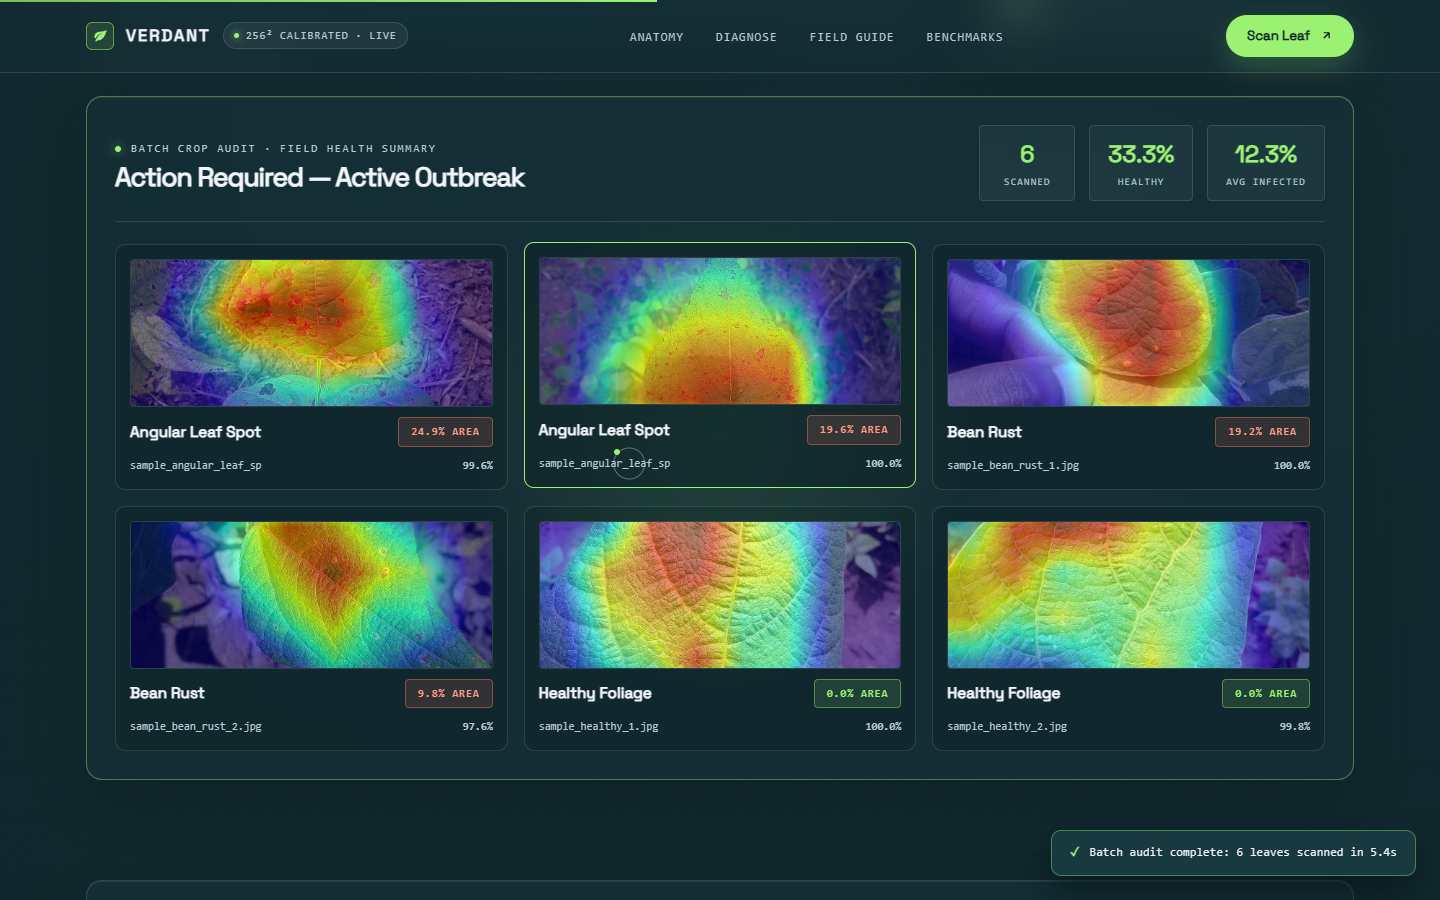 VERDANT
256² CALIBRATED · LIVE
ANATOMY
DIAGNOSE
FIELD GUIDE
BENCHMARKS
Scan Leaf ↗
BATCH CROP AUDIT · FIELD HEALTH SUMMARY
Action Required — Active Outbreak
6
SCANNED
33.3%
HEALTHY
12.3%
AVG INFECTED
Angular Leaf Spot
24.9% AREA
sample_angular_leaf_sp
99.6%
Angular Leaf Spot
19.6% AREA
sample_angular_leaf_sp
100.0%
Bean Rust
19.2% AREA
sample_bean_rust_1.jpg
100.0%
Bean Rust
9.8% AREA
sample_bean_rust_2.jpg
97.6%
Healthy Foliage
0.0% AREA
sample_healthy_1.jpg
100.0%
Healthy Foliage
0.0% AREA
sample_healthy_2.jpg
99.8%
✓ Batch audit complete: 6 leaves scanned in 5.4s